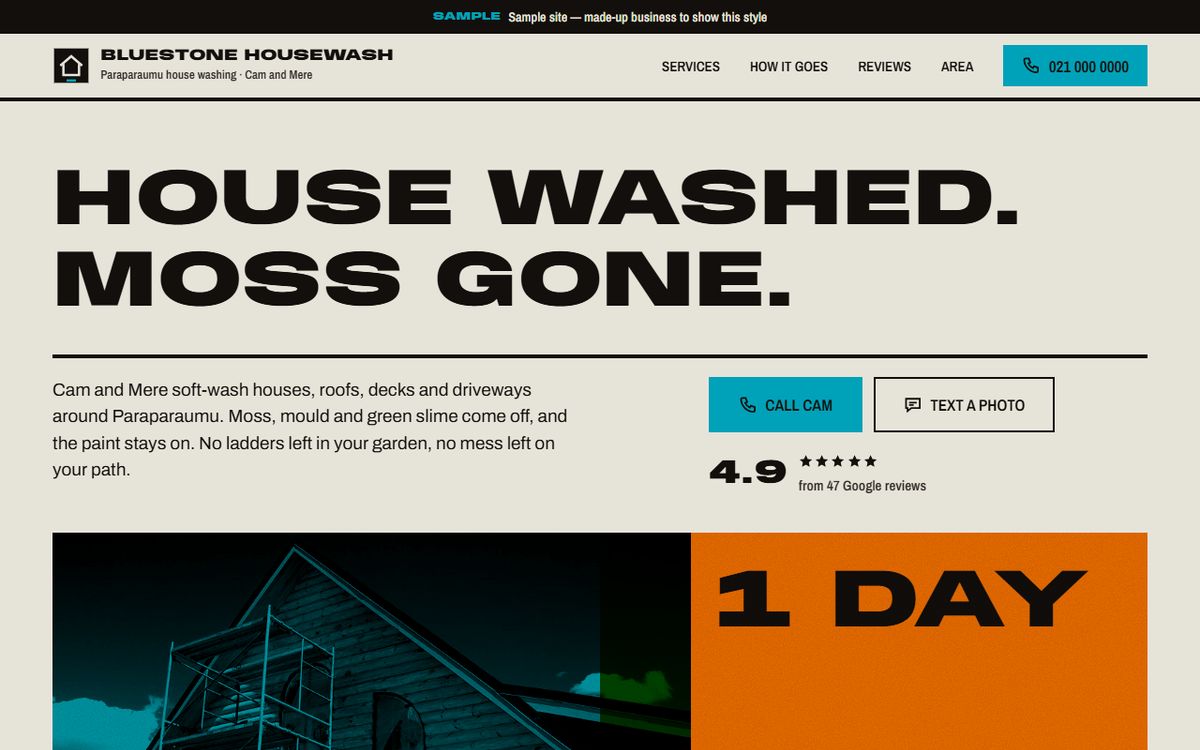 SAMPLE Sample site — made-up business to show this style
BLUESTONE HOUSEWASH
Paraparaumu house washing · Cam and Mere
SERVICES HOW IT GOES REVIEWS AREA 021 000 0000
HOUSE WASHED.
MOSS GONE.
Cam and Mere soft-wash houses, roofs, decks and driveways
around Paraparaumu. Moss, mould and green slime come off, and
the paint stays on. No ladders left in your garden, no mess left on
your path.
CALL CAM TEXT A PHOTO
4.9
from 47 Google reviews
1 DAY